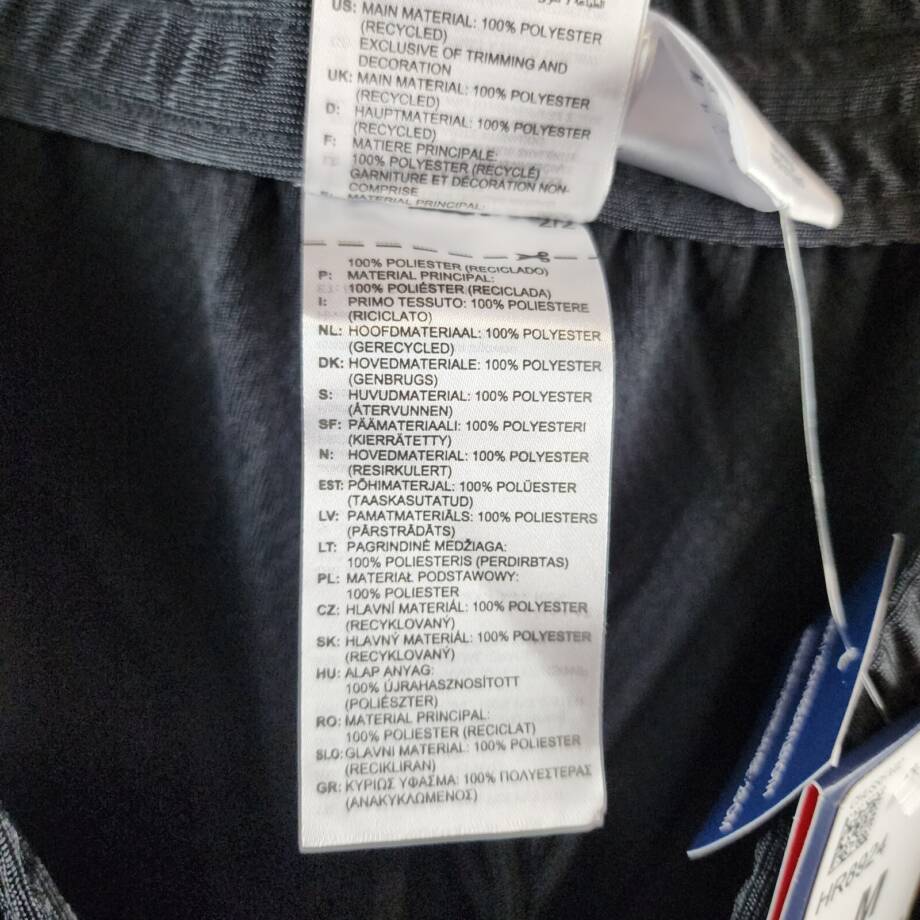 US: MAIN MATERIAL: 100% POLYESTER
(RECYCLED)
EXCLUSIVE OF TRIMMING AND
DECORATION
UK: MAIN MATERIAL: 100% POLYESTER
(RECYCLED)
D: HAUPTMATERIAL: 100% POLYESTER
(RECYCLED)
F: MATIERE PRINCIPALE:
100% POLYESTER (RECYCLÉ)
GARNITURE ET DÉCORATION NON-
COMPRISE
MATERIAL PRINCIPAL:
100% POLIESTER (RECICLADO)
P: MATERIAL PRINCIPAL:
100% POLIÉSTER (RECICLADA)
I: PRIMO TESSUTO: 100% POLIESTERE
(RICICLATO)
NL: HOOFDMATERIAAL: 100% POLYESTER
(GERECYCLED)
DK: HOVEDMATERIALE: 100% POLYESTER
(GENBRUGS)
S: HUVUDMATERIAL: 100% POLYESTER
(ÅTERVUNNEN)
SF: PÄÄMATERIAALI: 100% POLYESTERI
(KIERRÄTETTY)
N: HOVEDMATERIAL: 100% POLYESTER
(RESIRKULERT)
EST: PÕHIMATERJAL: 100% POLÜESTER
(TAASKASUTATUD)
LV: PAMATMATERIĀLS: 100% POLIESTERS
(PĀRSTRĀDĀTS)
LT: PAGRINDINĖ MEDŽIAGA:
100% POLIESTERIS (PERDIRBTAS)
PL: MATERIAŁ PODSTAWOWY:
100% POLIESTER
CZ: HLAVNÍ MATERIÁL: 100% POLYESTER
(RECYKLOVANÝ)
SK: HLAVNÝ MATERIÁL: 100% POLYESTER
(RECYKLOVANÝ)
HU: ALAP ANYAG:
100% ÚJRAHASZNOSÍTOTT
(POLIÉSZTER)
RO: MATERIAL PRINCIPAL:
100% POLIESTER (RECICLAT)
SLO: GLAVNI MATERIAL: 100% POLIESTER
(RECIKLIRAN)
GR: ΚΥΡΙΩΣ ΥΦΑΣΜΑ: 100% ΠΟΛΥΕΣΤΕΡΑΣ
(ΑΝΑΚΥΚΛΩΜΕΝΟΣ)
HR8924
M